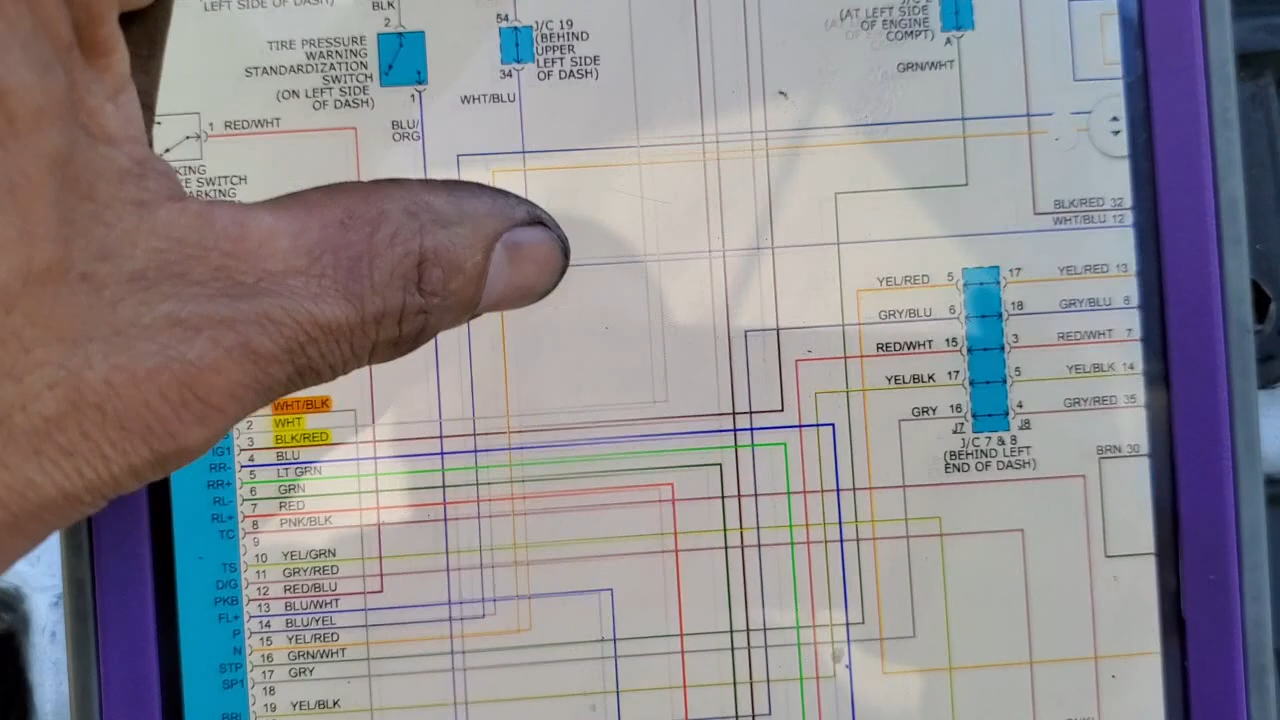 LEFT SIDE OF DASH)
BLK
2
TIRE PRESSURE
WARNING
STANDARDIZATION
SWITCH
(ON LEFT SIDE
OF DASH)
1
BLU/
ORG
54
J/C 19
(BEHIND
UPPER
LEFT SIDE
OF DASH)
34
WHT/BLU
(AT LEFT SIDE
OF ENGINE
COMPT)
A
GRN/WHT
1 RED/WHT
KING
E SWITCH
ARKING
BLK/RED 32
WHT/BLU 12
YEL/RED 5
17 YEL/RED 13
GRY/BLU 6
18 GRY/BLU 8
RED/WHT 15
3 RED/WHT 7
YEL/BLK 17
5 YEL/BLK 14
GRY 16
4 GRY/RED 35
J7 J8
J/C 7 & 8
(BEHIND LEFT
END OF DASH)
BRN 30
WHT/BLK
2 WHT
3 BLK/RED
IG1
4 BLU
RR-
5 LT GRN
RR+
6 GRN
RL-
7 RED
RL+
8 PNK/BLK
TC
9
10 YEL/GRN
TS
11 GRY/RED
D/G
12 RED/BLU
PKB
13 BLU/WHT
FL+
14 BLU/YEL
P
15 YEL/RED
N
16 GRN/WHT
STP
17 GRY
SP1
18
19 YEL/BLK